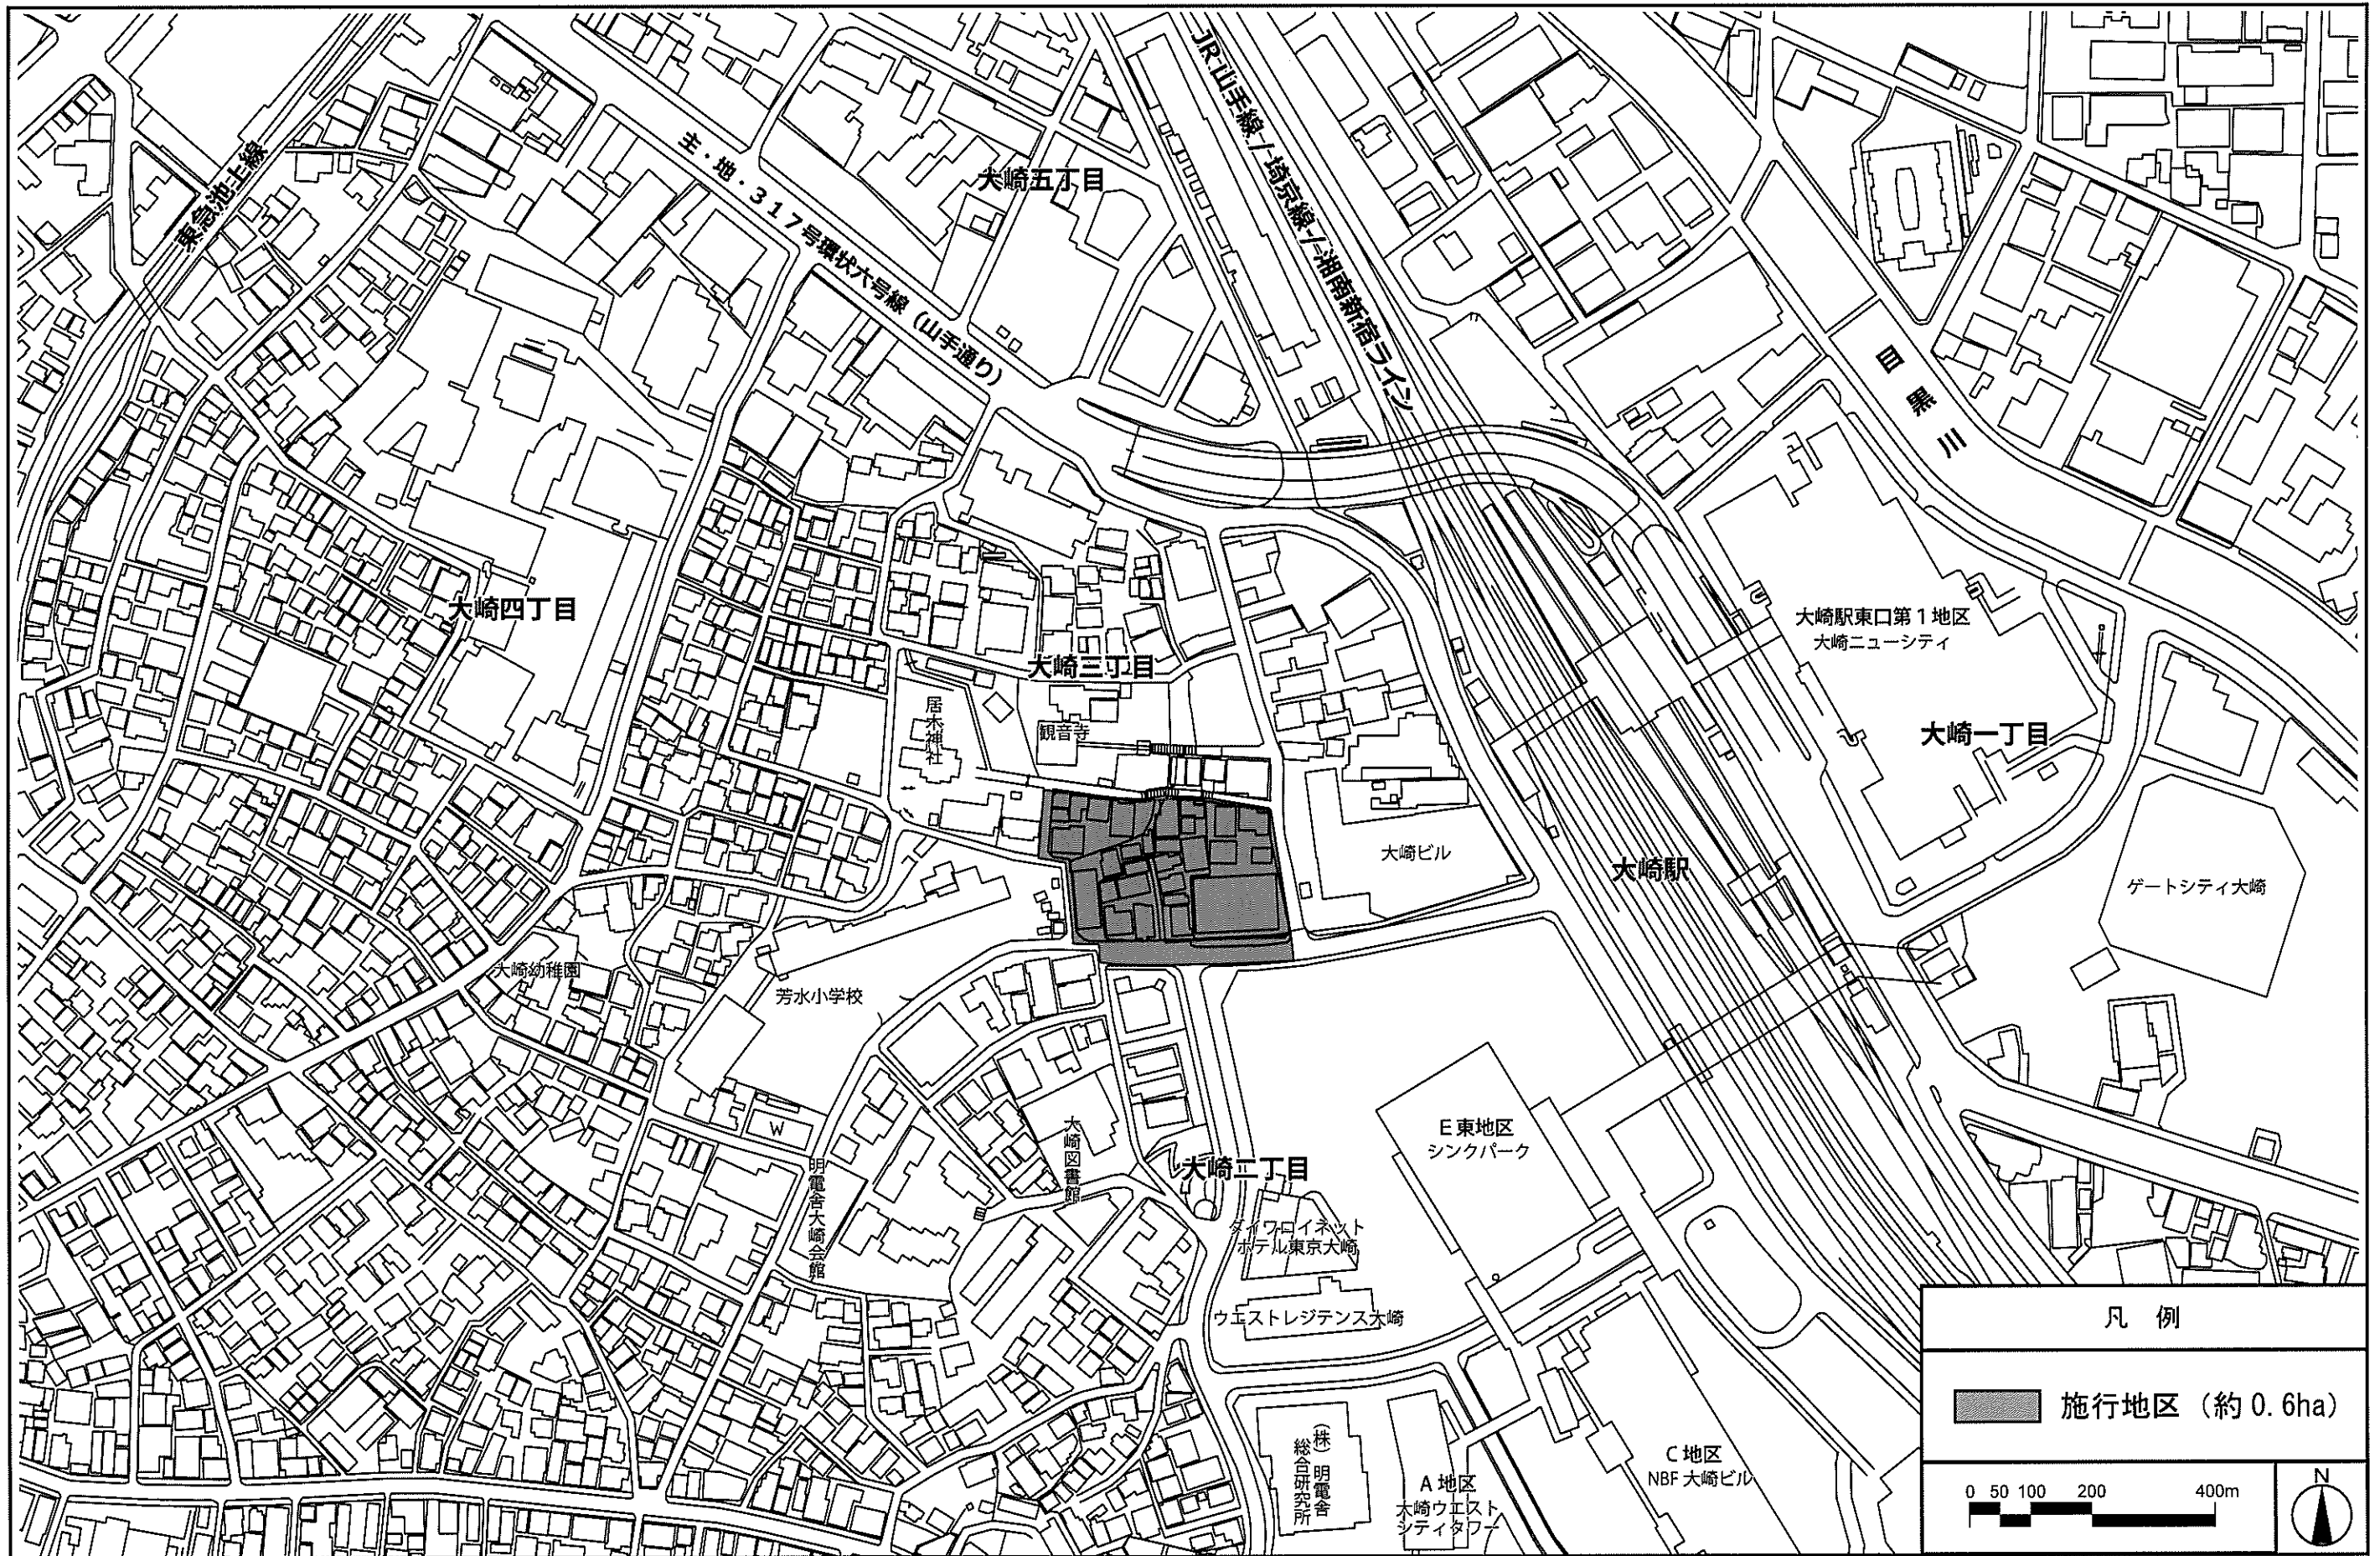 JR山手線/埼京線/湘南新宿ライン
東急池上線
主・地・317号環状六号線(山手通り)
大崎五丁目
目黒川
大崎四丁目
大崎駅東口第1地区
大崎ニューシティ
大崎三丁目
居木神社
観音寺
大崎一丁目
大崎ビル
大崎駅
ゲートシティ大崎
大崎幼稚園
芳水小学校
W
大崎図書館
E東地区
シンクパーク
明電舎大崎会館
大崎二丁目
ダイワロイネット
ホテル東京大崎
ウエストレジデンス大崎
(株)明電舎
総合研究所
A地区
大崎ウエスト
シティタワー
C地区
NBF大崎ビル
凡 例
施行地区(約0.6ha)
0 50 100 200 400m
N